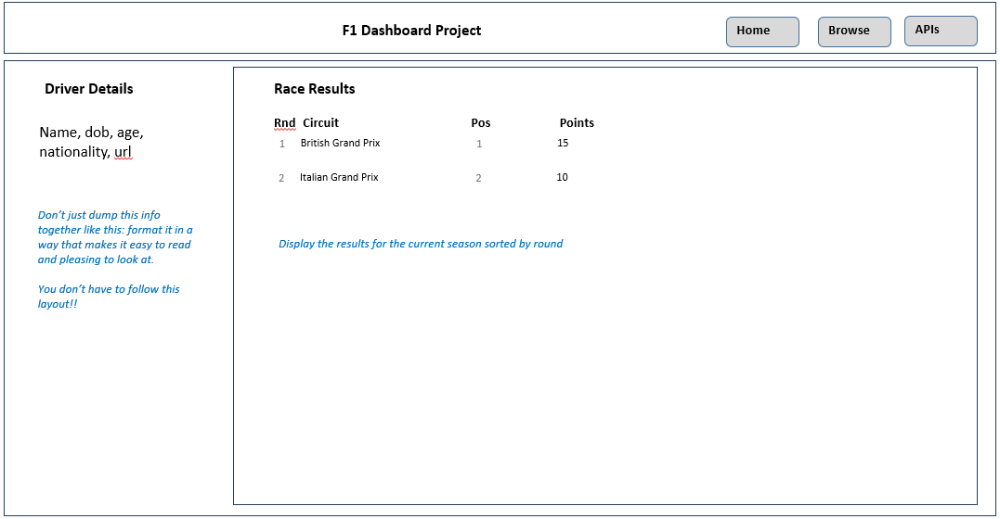 F1 Dashboard Project
Home
Browse
APIs
Driver Details
Name, dob, age,
nationality, url
Don’t just dump this info
together like this: format it in a
way that makes it easy to read
and pleasing to look at.
You don’t have to follow this
layout!!
Race Results
Rnd Circuit Pos Points
1 British Grand Prix 1 15
2 Italian Grand Prix 2 10
Display the results for the current season sorted by round